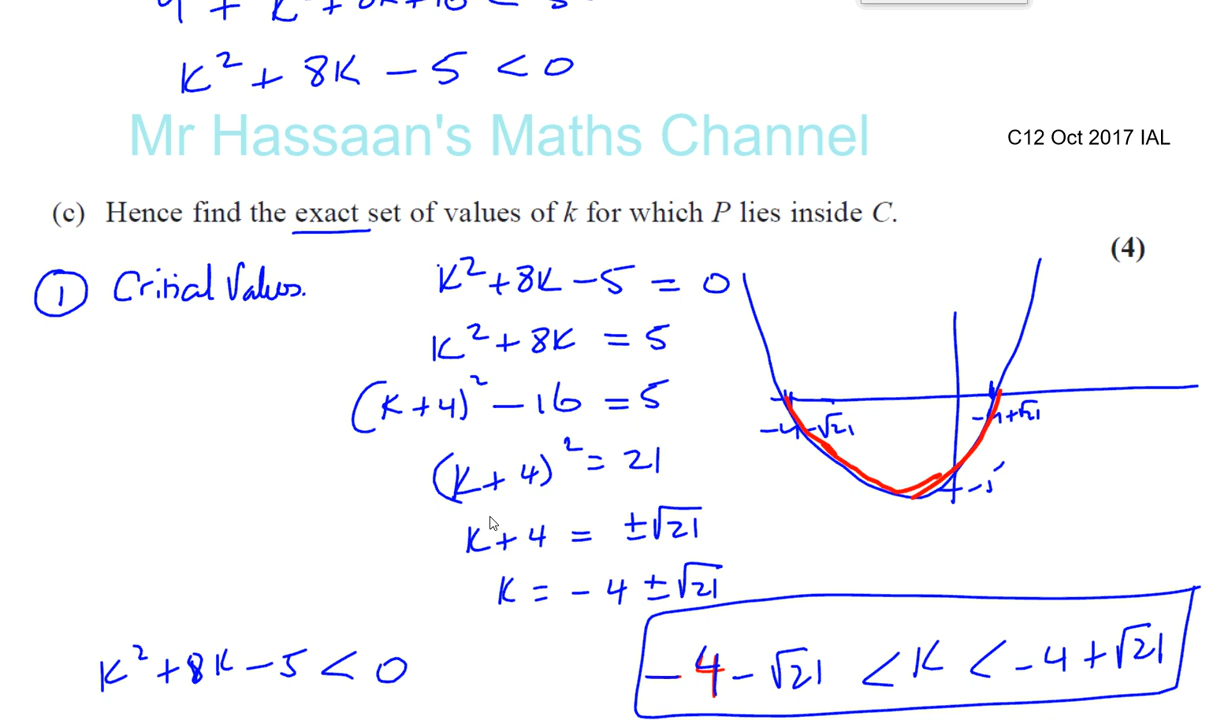 K² + 8K - 5 < 0
Mr Hassaan's Maths Channel
C12 Oct 2017 IAL
(c) Hence find the exact set of values of k for which P lies inside C.
(4)
① Critical Values.
K² + 8K - 5 = 0
K² + 8K = 5
(K + 4)² - 16 = 5
(K + 4)² = 21
K + 4 = ±√21
K = -4 ±√21
-4-√21
-4+√21
-5
K² + 8K - 5 < 0
-4 - √21 < K < -4 + √21